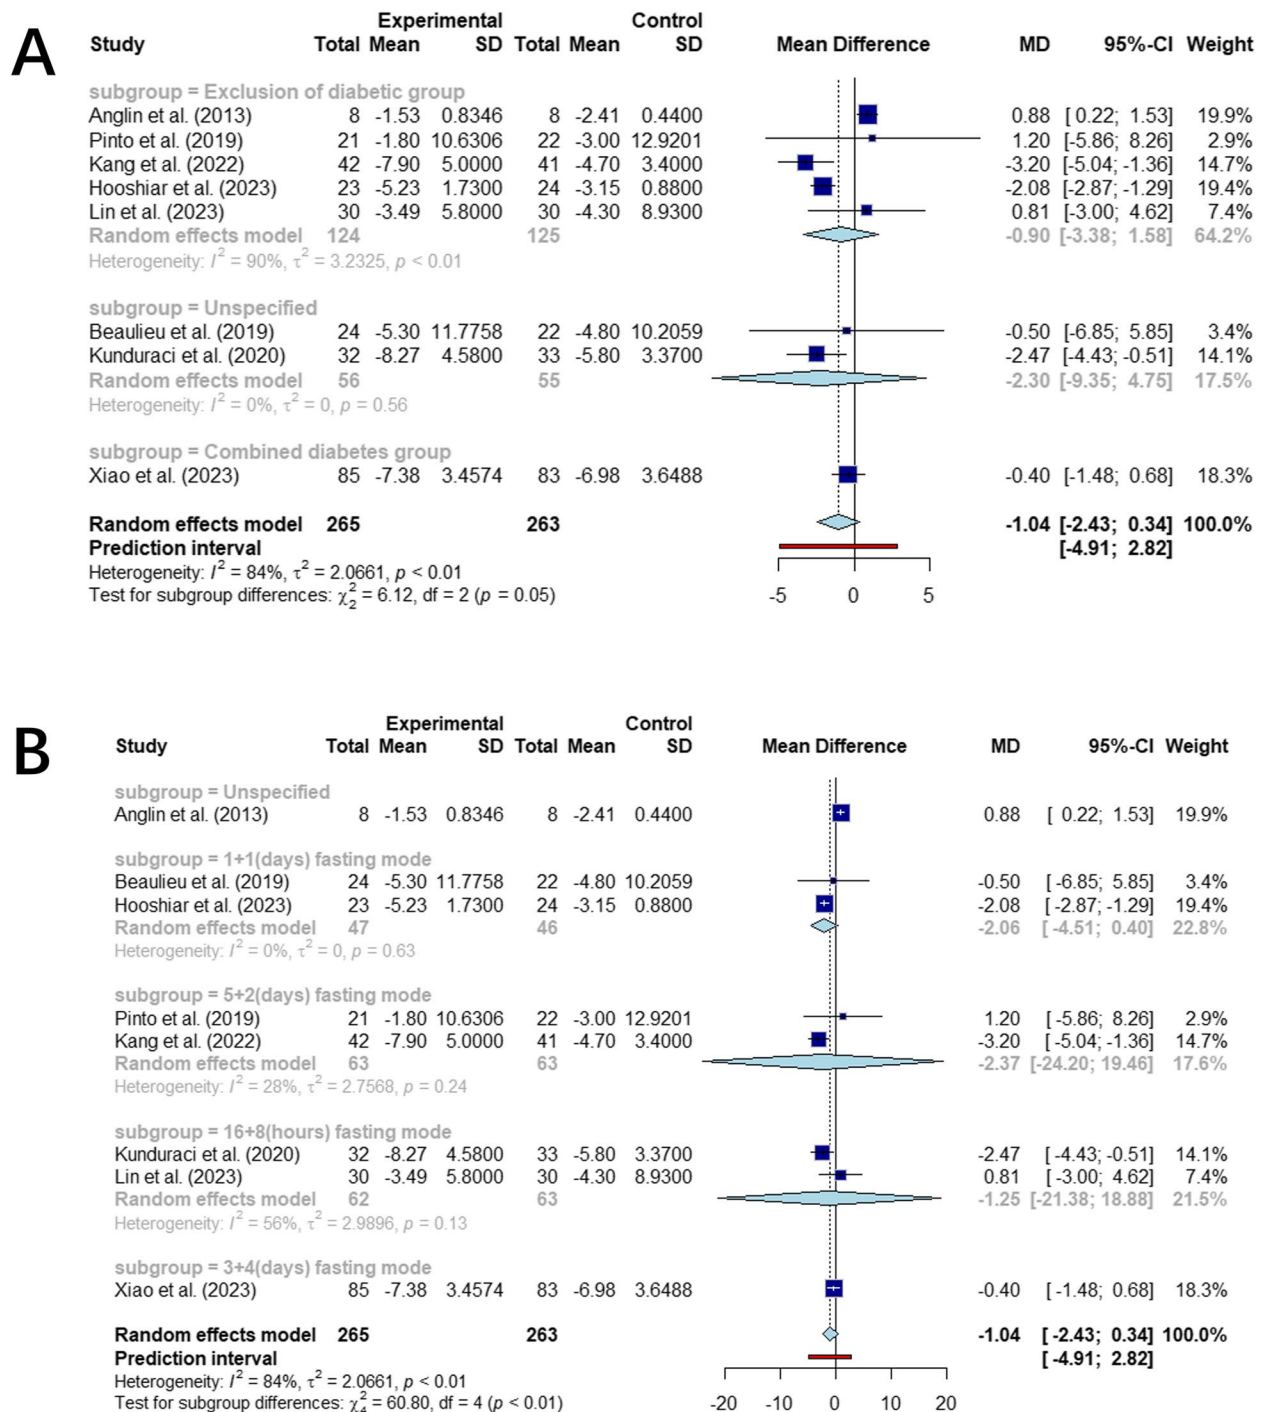 A
Experimental Control
Study Total Mean SD Total Mean SD Mean Difference MD 95%-CI Weight
subgroup = Exclusion of diabetic group
Anglin et al. (2013) 8 -1.53 0.8346 8 -2.41 0.4400 0.88 [ 0.22; 1.53] 19.9%
Pinto et al. (2019) 21 -1.80 10.6306 22 -3.00 12.9201 1.20 [-5.86; 8.26] 2.9%
Kang et al. (2022) 42 -7.90 5.0000 41 -4.70 3.4000 -3.20 [-5.04; -1.36] 14.7%
Hooshiar et al. (2023) 23 -5.23 1.7300 24 -3.15 0.8800 -2.08 [-2.87; -1.29] 19.4%
Lin et al. (2023) 30 -3.49 5.8000 30 -4.30 8.9300 0.81 [-3.00; 4.62] 7.4%
Random effects model 124 125 -0.90 [-3.38; 1.58] 64.2%
Heterogeneity: I² = 90%, τ² = 3.2325, p < 0.01
subgroup = Unspecified
Beaulieu et al. (2019) 24 -5.30 11.7758 22 -4.80 10.2059 -0.50 [-6.85; 5.85] 3.4%
Kunduraci et al. (2020) 32 -8.27 4.5800 33 -5.80 3.3700 -2.47 [-4.43; -0.51] 14.1%
Random effects model 56 55 -2.30 [-9.35; 4.75] 17.5%
Heterogeneity: I² = 0%, τ² = 0, p = 0.56
subgroup = Combined diabetes group
Xiao et al. (2023) 85 -7.38 3.4574 83 -6.98 3.6488 -0.40 [-1.48; 0.68] 18.3%
Random effects model 265 263 -1.04 [-2.43; 0.34] 100.0%
Prediction interval [-4.91; 2.82]
Heterogeneity: I² = 84%, τ² = 2.0661, p < 0.01
Test for subgroup differences: χ²₂ = 6.12, df = 2 (p = 0.05)
-5 0 5
B
Experimental Control
Study Total Mean SD Total Mean SD Mean Difference MD 95%-CI Weight
subgroup = Unspecified
Anglin et al. (2013) 8 -1.53 0.8346 8 -2.41 0.4400 0.88 [ 0.22; 1.53] 19.9%
subgroup = 1+1(days) fasting mode
Beaulieu et al. (2019) 24 -5.30 11.7758 22 -4.80 10.2059 -0.50 [-6.85; 5.85] 3.4%
Hooshiar et al. (2023) 23 -5.23 1.7300 24 -3.15 0.8800 -2.08 [-2.87; -1.29] 19.4%
Random effects model 47 46 -2.06 [-4.51; 0.40] 22.8%
Heterogeneity: I² = 0%, τ² = 0, p = 0.63
subgroup = 5+2(days) fasting mode
Pinto et al. (2019) 21 -1.80 10.6306 22 -3.00 12.9201 1.20 [-5.86; 8.26] 2.9%
Kang et al. (2022) 42 -7.90 5.0000 41 -4.70 3.4000 -3.20 [-5.04; -1.36] 14.7%
Random effects model 63 63 -2.37 [-24.20; 19.46] 17.6%
Heterogeneity: I² = 28%, τ² = 2.7568, p = 0.24
subgroup = 16+8(hours) fasting mode
Kunduraci et al. (2020) 32 -8.27 4.5800 33 -5.80 3.3700 -2.47 [-4.43; -0.51] 14.1%
Lin et al. (2023) 30 -3.49 5.8000 30 -4.30 8.9300 0.81 [-3.00; 4.62] 7.4%
Random effects model 62 63 -1.25 [-21.38; 18.88] 21.5%
Heterogeneity: I² = 56%, τ² = 2.9896, p = 0.13
subgroup = 3+4(days) fasting mode
Xiao et al. (2023) 85 -7.38 3.4574 83 -6.98 3.6488 -0.40 [-1.48; 0.68] 18.3%
Random effects model 265 263 -1.04 [-2.43; 0.34] 100.0%
Prediction interval [-4.91; 2.82]
Heterogeneity: I² = 84%, τ² = 2.0661, p < 0.01
Test for subgroup differences: χ²₄ = 60.80, df = 4 (p < 0.01)
-20 -10 0 10 20